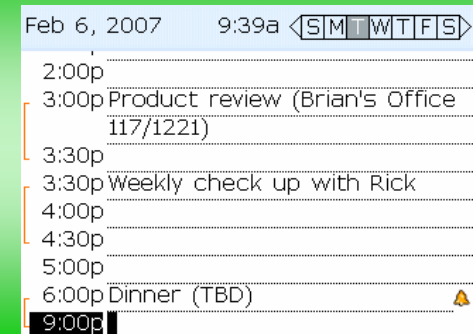 Feb 6, 2007 9:39a SMTWTFS
2:00p
3:00p Product review (Brian's Office
117/1221)
3:30p
3:30p Weekly check up with Rick
4:00p
4:30p
5:00p
6:00p Dinner (TBD)
9:00p